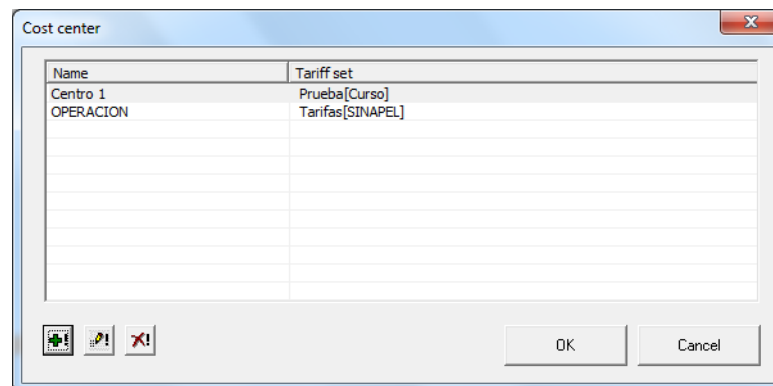 Cost center
Name Tariff set
Centro 1 Prueba[Curso]
OPERACION Tarifas[SINAPEL]
OK Cancel